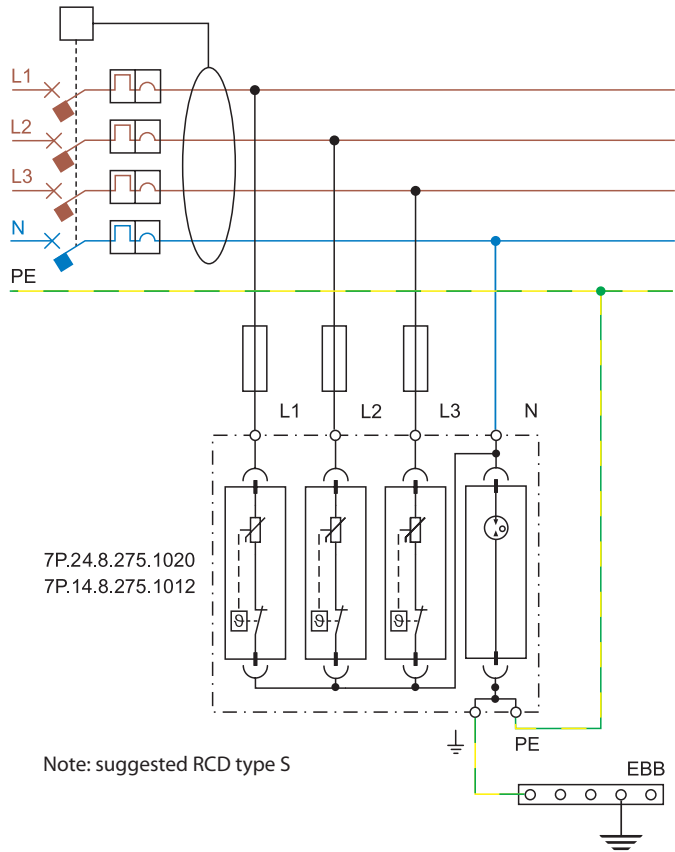 L1
L2
L3
N
PE
L1 L2 L3 N
7P.24.8.275.1020
7P.14.8.275.1012
ϑ ϑ ϑ
PE
Note: suggested RCD type S
EBB